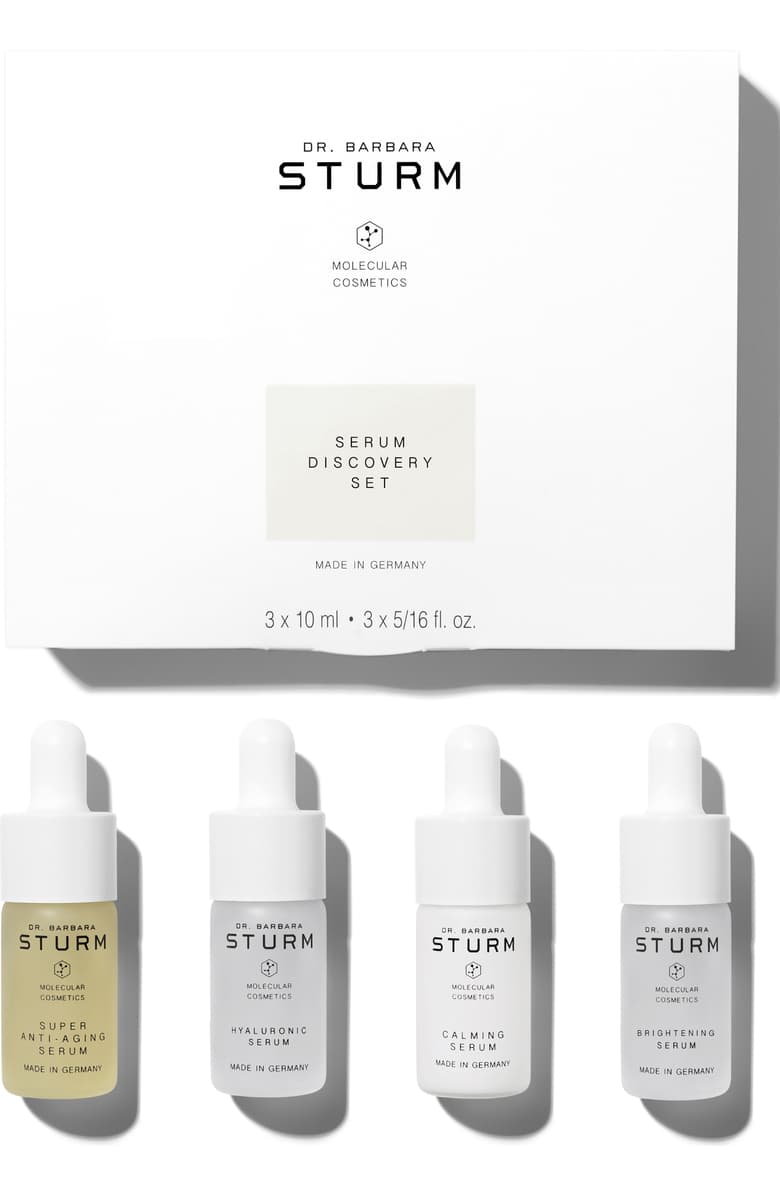 DR. BARBARA
STURM
MOLECULAR
COSMETICS
SERUM
DISCOVERY
SET
MADE IN GERMANY
3 x 10 ml • 3 x 5/16 fl. oz.
DR. BARBARA
STURM
MOLECULAR
COSMETICS
SUPER
ANTI-AGING
SERUM
MADE IN GERMANY
DR. BARBARA
STURM
MOLECULAR
COSMETICS
HYALURONIC
SERUM
MADE IN GERMANY
DR. BARBARA
STURM
MOLECULAR
COSMETICS
CALMING
SERUM
MADE IN GERMANY
DR. BARBARA
STURM
MOLECULAR
COSMETICS
BRIGHTENING
SERUM
MADE IN GERMANY